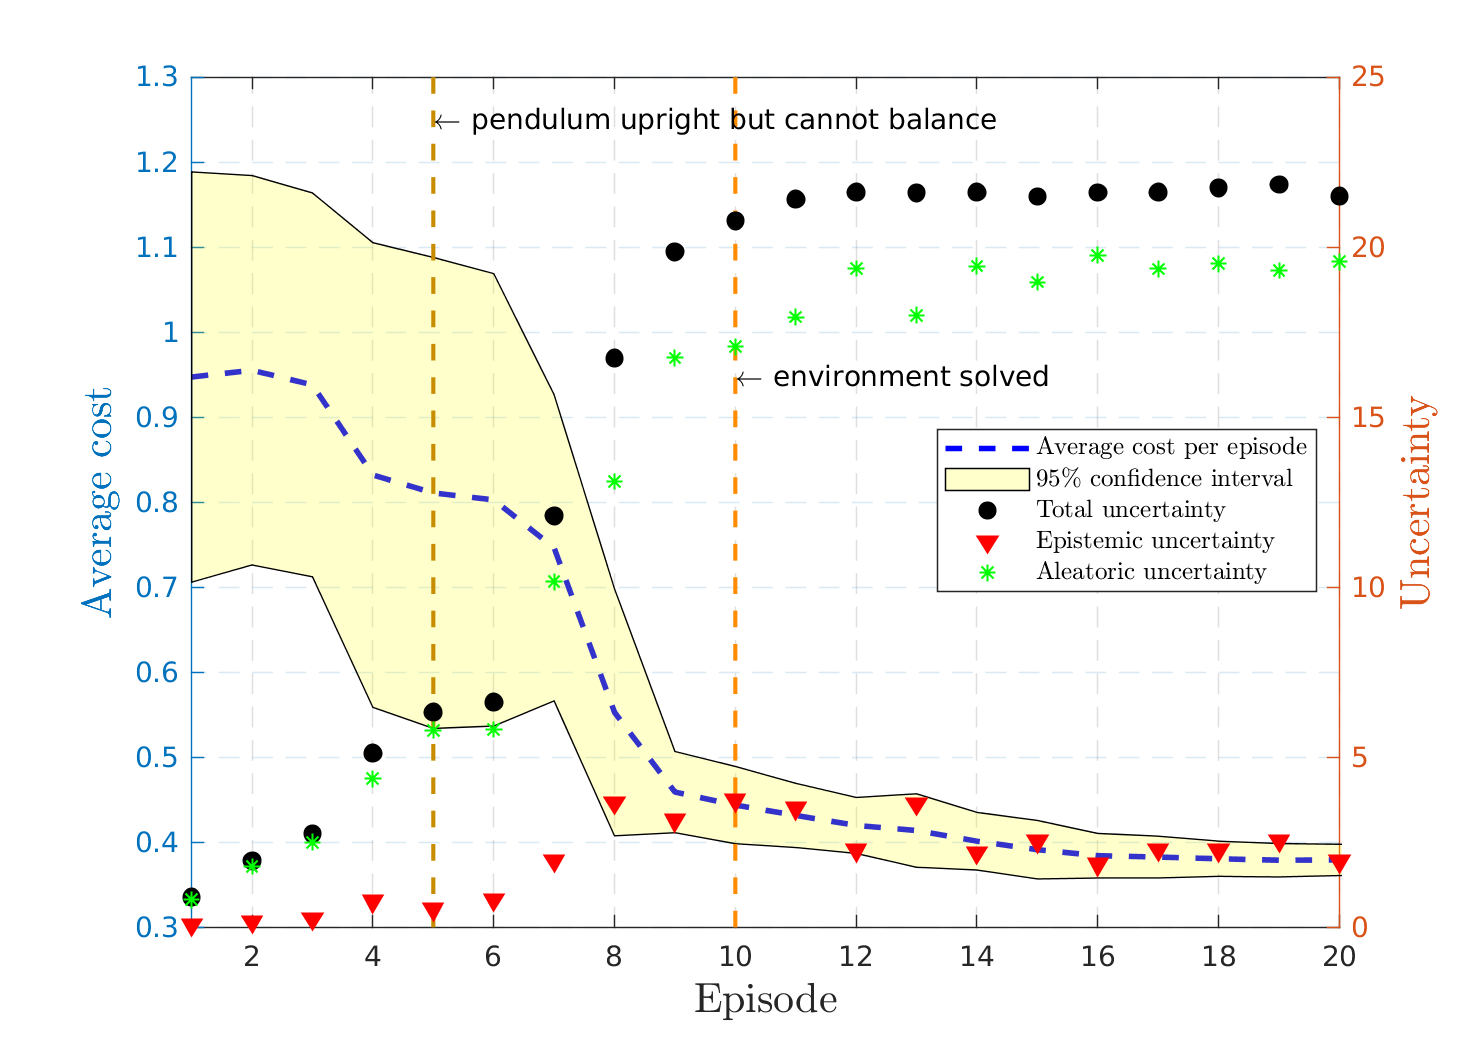 1.3
1.2
1.1
1
0.9
0.8
0.7
0.6
0.5
0.4
0.3
Average cost
← pendulum upright but cannot balance
← environment solved
Average cost per episode
95% confidence interval
Total uncertainty
Epistemic uncertainty
Aleatoric uncertainty
25
20
15
10
5
0
Uncertainty
2 4 6 8 10 12 14 16 18 20
Episode